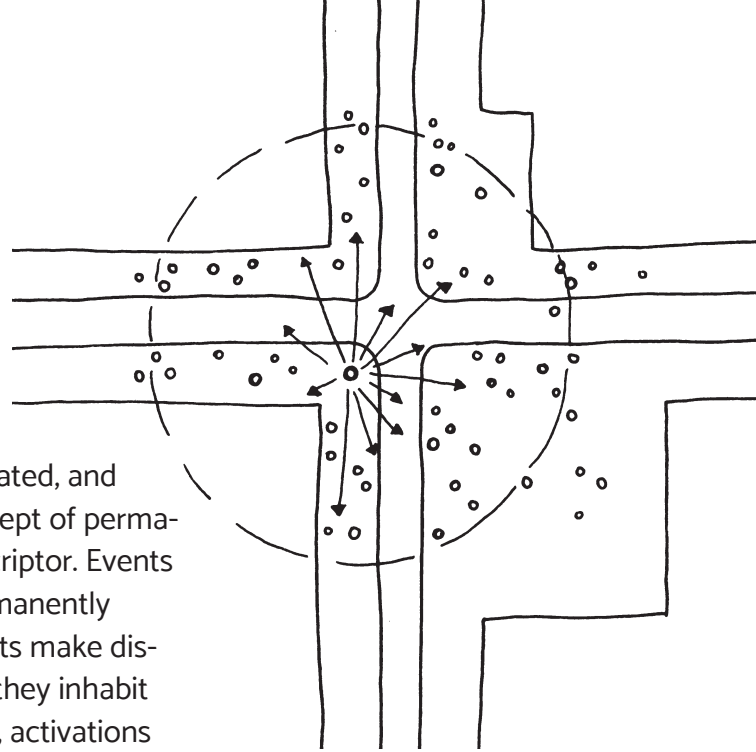 ated, and
ept of perma-
riptor. Events
manently
ts make dis-
they inhabit
, activations